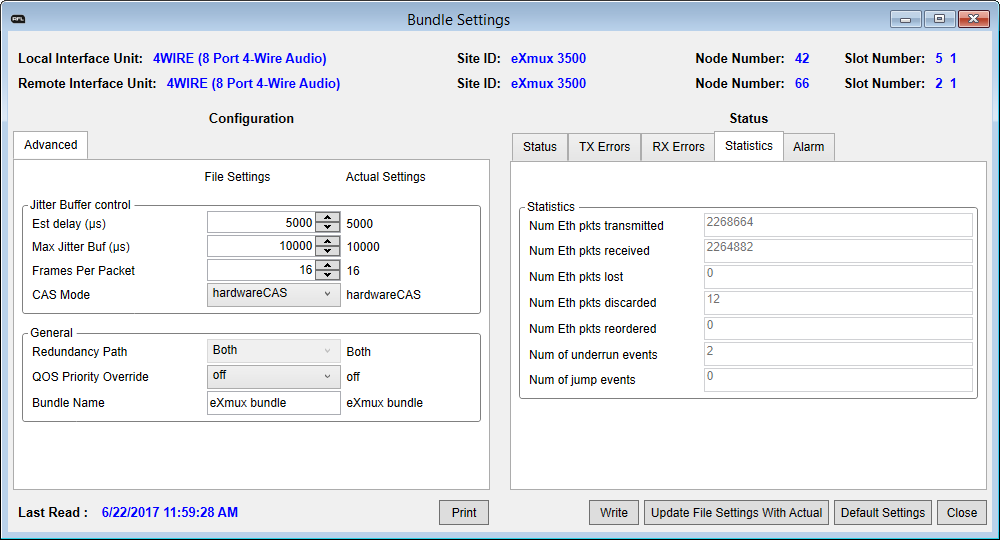 RFL
Bundle Settings
Local Interface Unit: 4WIRE (8 Port 4-Wire Audio) Site ID: eXmux 3500 Node Number: 42 Slot Number: 5 1
Remote Interface Unit: 4WIRE (8 Port 4-Wire Audio) Site ID: eXmux 3500 Node Number: 66 Slot Number: 2 1
Configuration
Advanced
File Settings Actual Settings
Jitter Buffer control
Est delay (µs) 5000 5000
Max Jitter Buf (µs) 10000 10000
Frames Per Packet 16 16
CAS Mode hardwareCAS hardwareCAS
General
Redundancy Path Both Both
QOS Priority Override off off
Bundle Name eXmux bundle eXmux bundle
Status
Status TX Errors RX Errors Statistics Alarm
Statistics
Num Eth pkts transmitted 2268664
Num Eth pkts received 2264882
Num Eth pkts lost 0
Num Eth pkts discarded 12
Num Eth pkts reordered 0
Num of underrun events 2
Num of jump events 0
Last Read : 6/22/2017 11:59:28 AM Print Write Update File Settings With Actual Default Settings Close